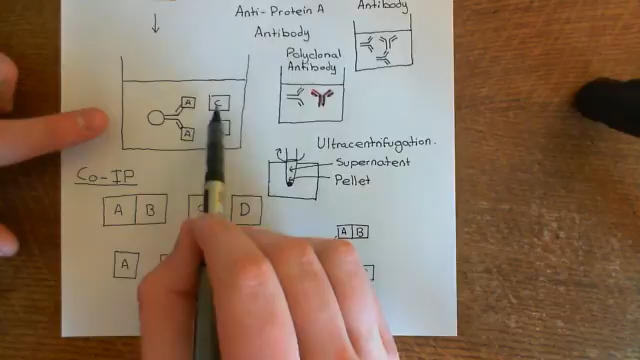 Antibody
Anti-Protein A
Antibody
Polyclonal
Antibody
A
C
A
Ultracentrifugation.
Supernatent
Pellet
Co-IP
A B
D
A B
A